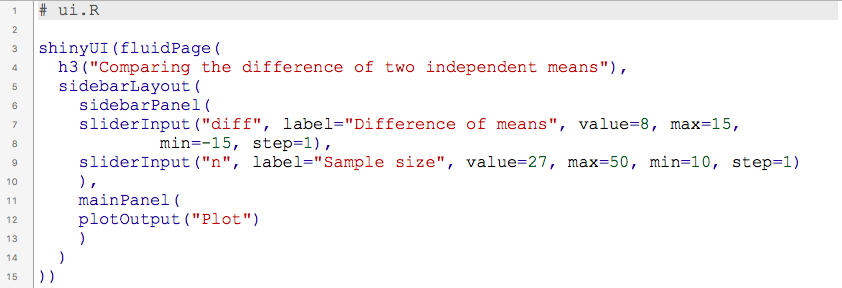 1 # ui.R
2
3 shinyUI(fluidPage(
4   h3("Comparing the difference of two independent means"),
5   sidebarLayout(
6     sidebarPanel(
7     sliderInput("diff", label="Difference of means", value=8, max=15,
8             min=-15, step=1),
9     sliderInput("n", label="Sample size", value=27, max=50, min=10, step=1)
10     ),
11     mainPanel(
12     plotOutput("Plot")
13     )
14   )
15 ))